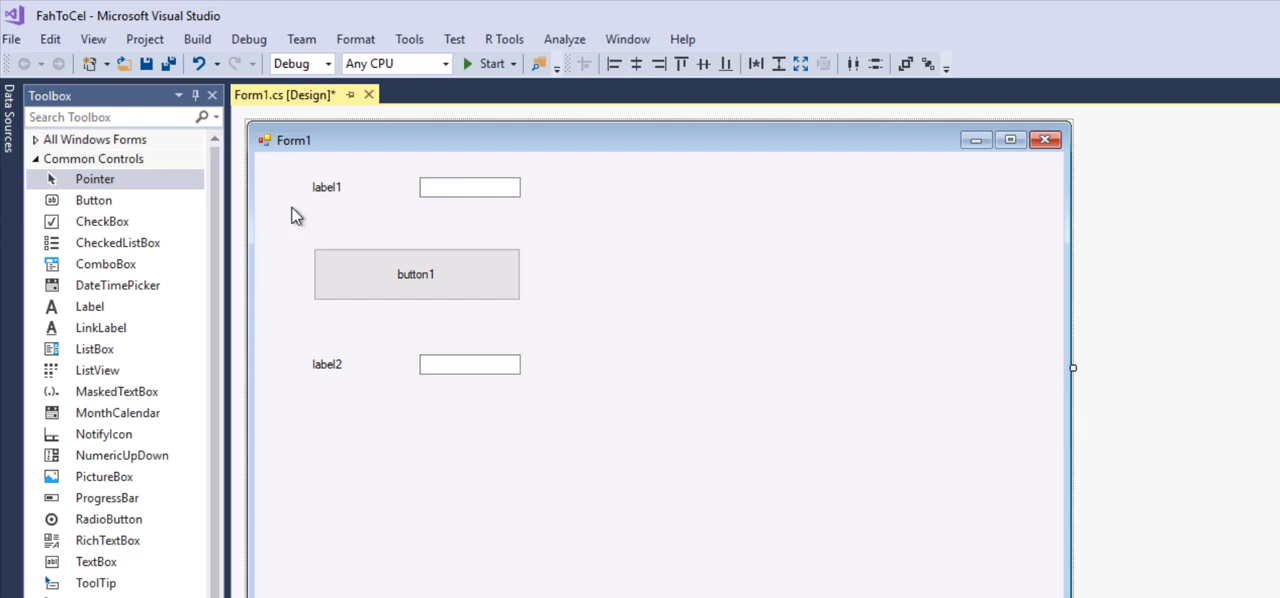 FahToCel - Microsoft Visual Studio
File Edit View Project Build Debug Team Format Tools Test R Tools Analyze Window Help
Debug Any CPU Start
Data Sources
Toolbox
Form1.cs [Design]*
Search Toolbox
All Windows Forms
Common Controls
Pointer
Button
CheckBox
CheckedListBox
ComboBox
DateTimePicker
Label
LinkLabel
ListBox
ListView
MaskedTextBox
MonthCalendar
NotifyIcon
NumericUpDown
PictureBox
ProgressBar
RadioButton
RichTextBox
TextBox
ToolTip
Form1
label1
button1
label2